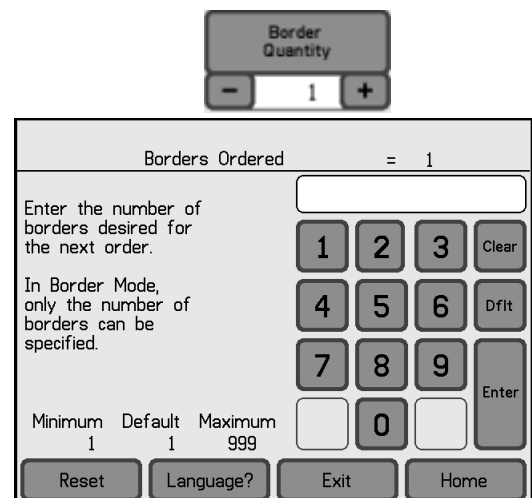 Border
Quantity
− 1 +
Borders Ordered = 1
Enter the number of
borders desired for
the next order.
In Border Mode,
only the number of
borders can be
specified.
1 2 3 Clear
4 5 6 Dflt
7 8 9 Enter
0
Minimum Default Maximum
1 1 999
Reset Language? Exit Home